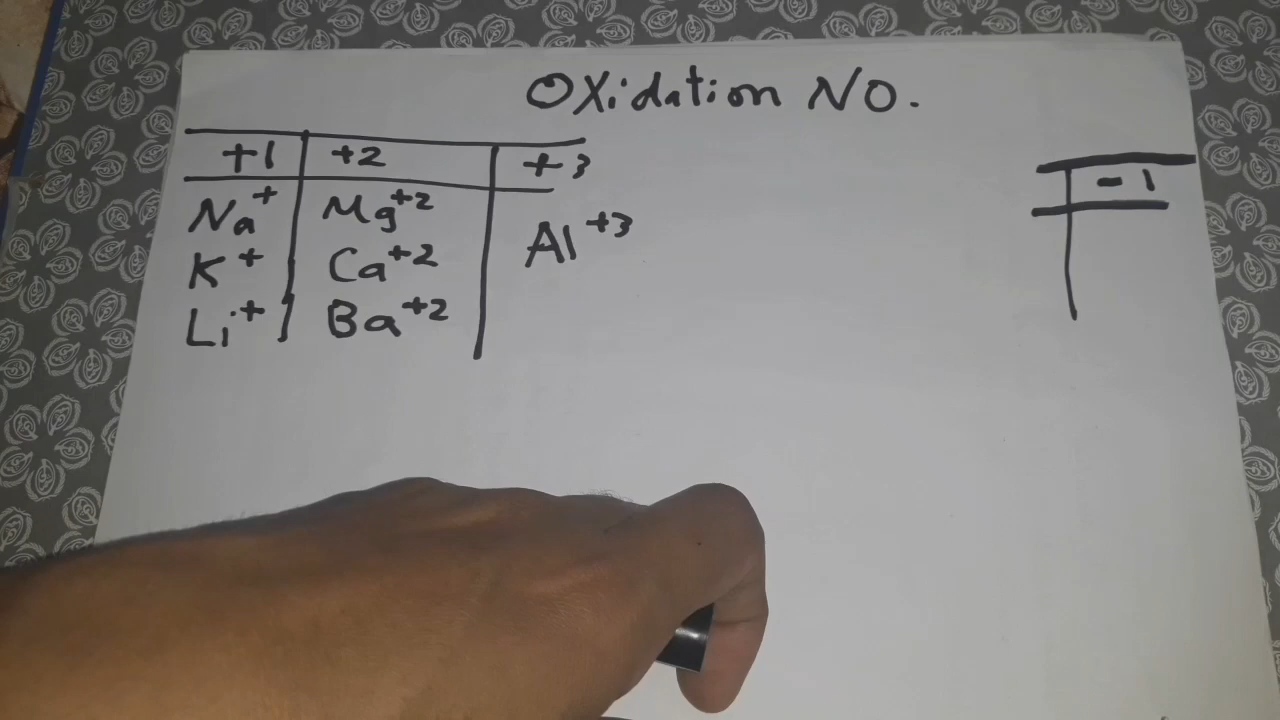 Oxidation NO.
+1 +2 +3 -1
Na+ Mg+2 Al+3
K+ Ca+2
Li+ Ba+2